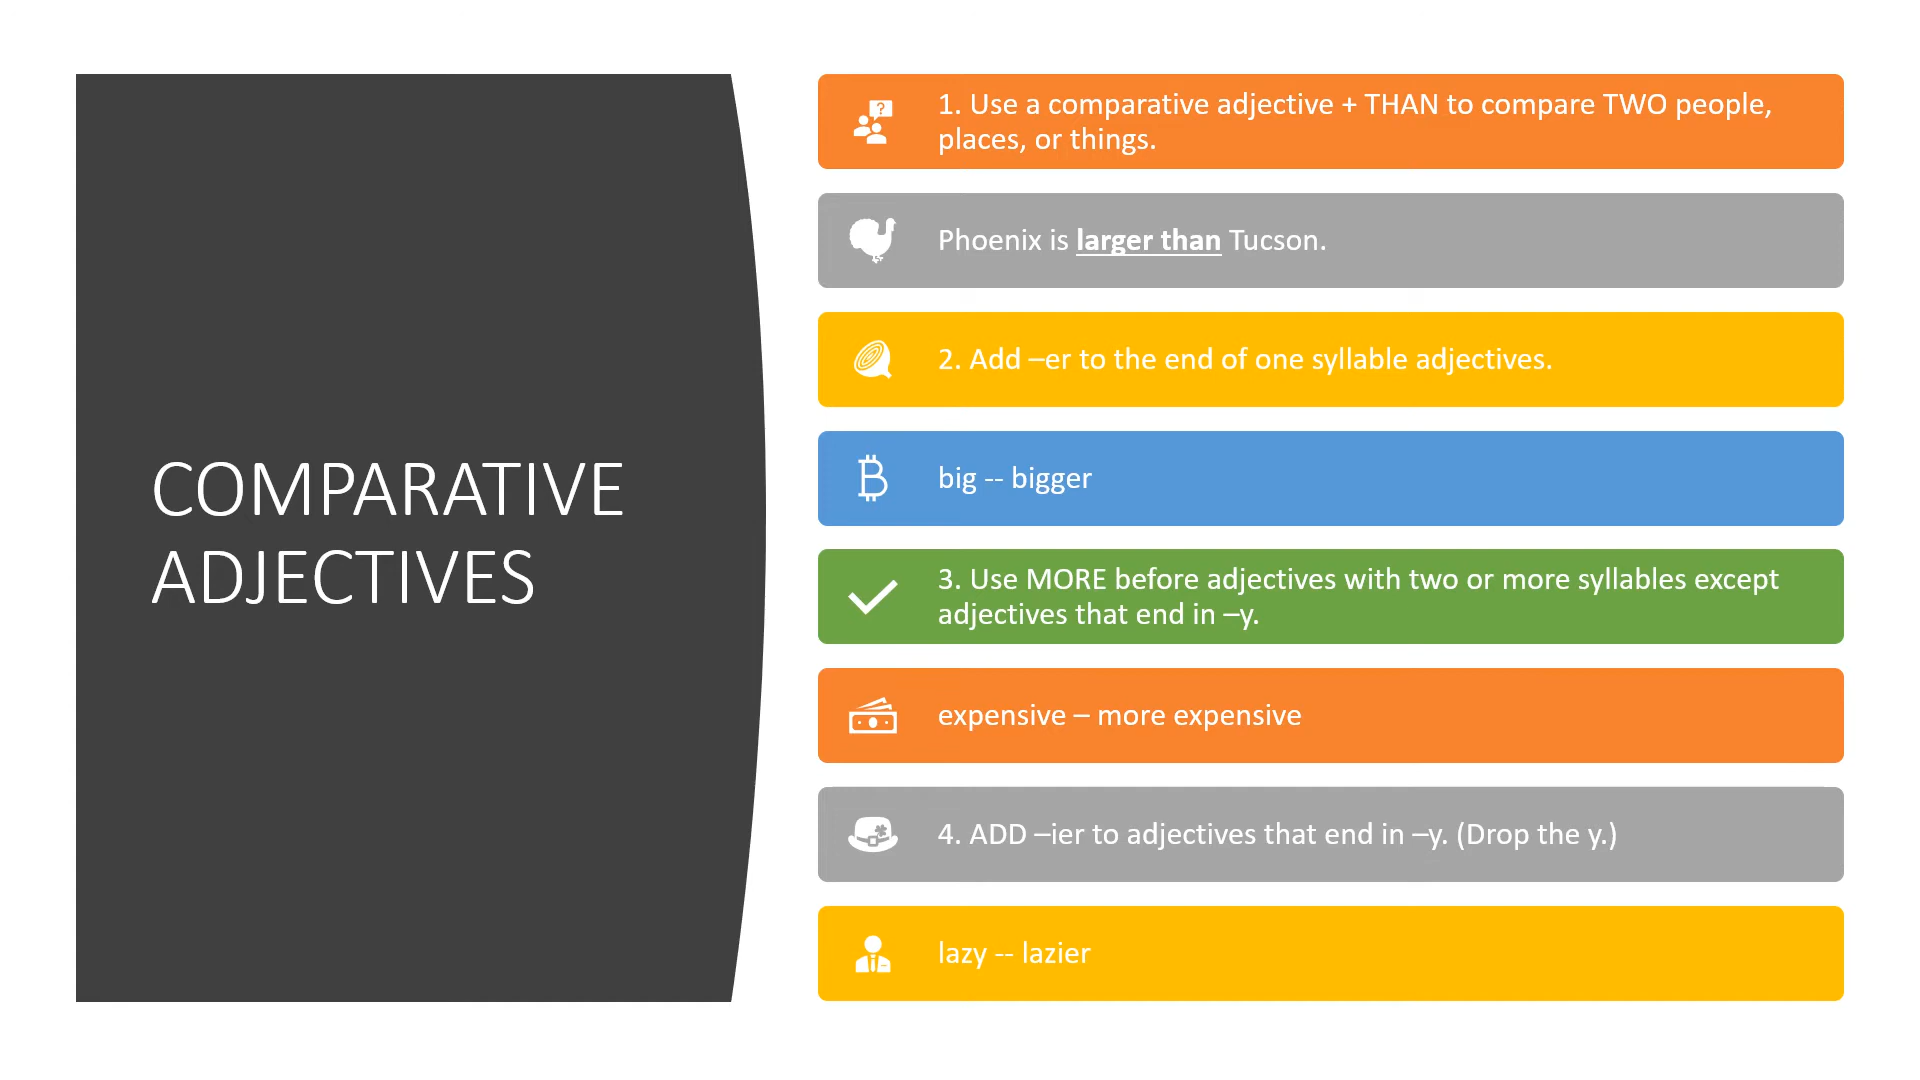 COMPARATIVE
ADJECTIVES
1. Use a comparative adjective + THAN to compare TWO people,
places, or things.
Phoenix is larger than Tucson.
2. Add –er to the end of one syllable adjectives.
big -- bigger
3. Use MORE before adjectives with two or more syllables except
adjectives that end in –y.
expensive – more expensive
4. ADD –ier to adjectives that end in –y. (Drop the y.)
lazy -- lazier